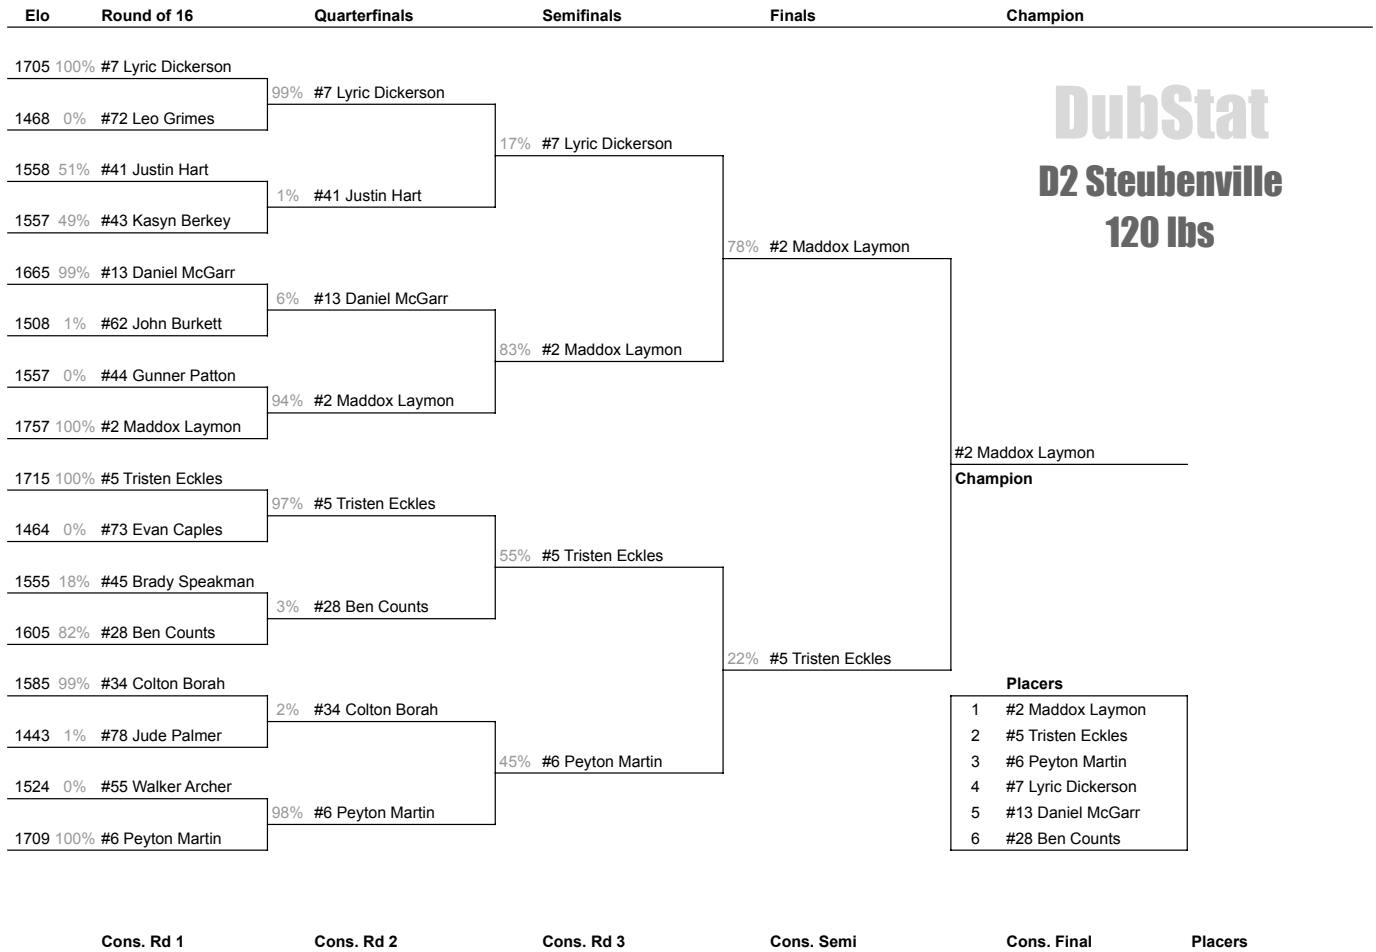 Elo Round of 16 Quarterfinals Semifinals Finals Champion
1705 100% #7 Lyric Dickerson
99% #7 Lyric Dickerson
DubStat
1468 0% #72 Leo Grimes
17% #7 Lyric Dickerson
1558 51% #41 Justin Hart
D2 Steubenville
1% #41 Justin Hart
1557 49% #43 Kasyn Berkey
120 lbs
78% #2 Maddox Laymon
1665 99% #13 Daniel McGarr
6% #13 Daniel McGarr
1508 1% #62 John Burkett
83% #2 Maddox Laymon
1557 0% #44 Gunner Patton
94% #2 Maddox Laymon
1757 100% #2 Maddox Laymon
#2 Maddox Laymon
1715 100% #5 Tristen Eckles
Champion
97% #5 Tristen Eckles
1464 0% #73 Evan Caples
55% #5 Tristen Eckles
1555 18% #45 Brady Speakman
3% #28 Ben Counts
1605 82% #28 Ben Counts
22% #5 Tristen Eckles
1585 99% #34 Colton Borah
Placers
2% #34 Colton Borah
1 #2 Maddox Laymon
1443 1% #78 Jude Palmer
2 #5 Tristen Eckles
45% #6 Peyton Martin
3 #6 Peyton Martin
1524 0% #55 Walker Archer
4 #7 Lyric Dickerson
98% #6 Peyton Martin
5 #13 Daniel McGarr
1709 100% #6 Peyton Martin
6 #28 Ben Counts
Cons. Rd 1 Cons. Rd 2 Cons. Rd 3 Cons. Semi Cons. Final Placers